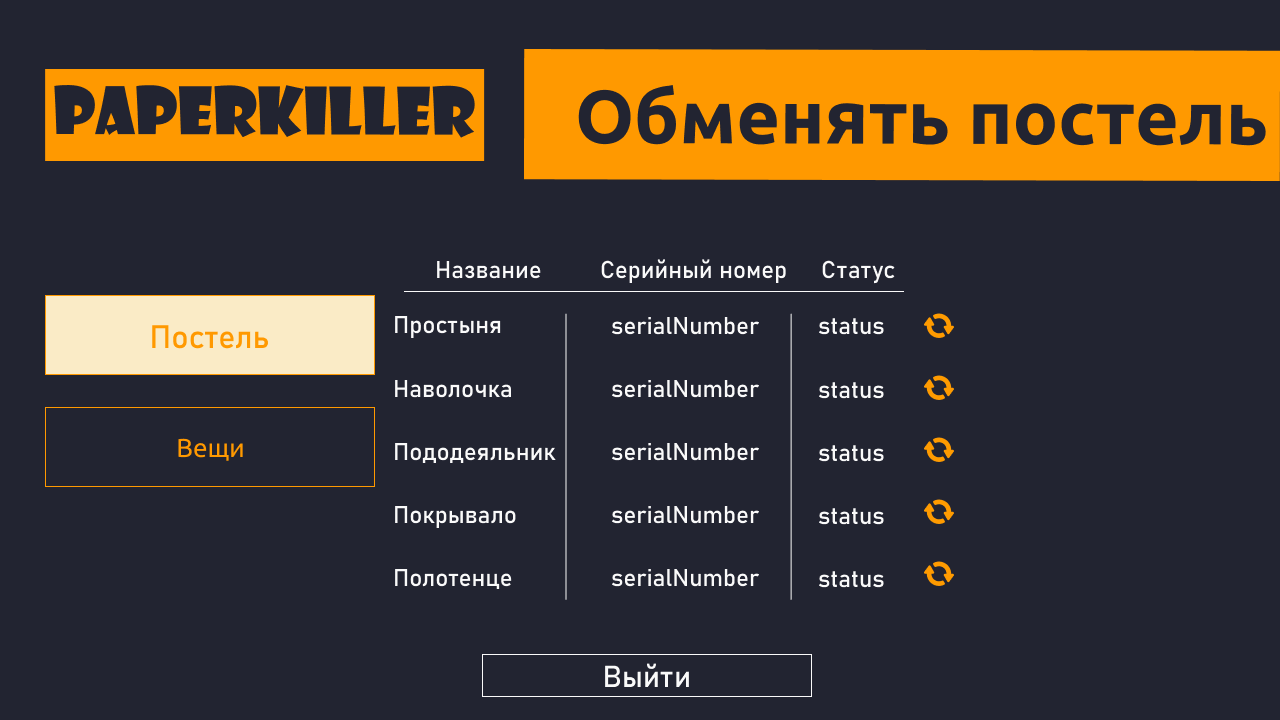 PAPERKILLER
Обменять постель
Название Серийный номер Статус
Постель
Вещи
Простыня serialNumber status
Наволочка serialNumber status
Пододеяльник serialNumber status
Покрывало serialNumber status
Полотенце serialNumber status
Выйти